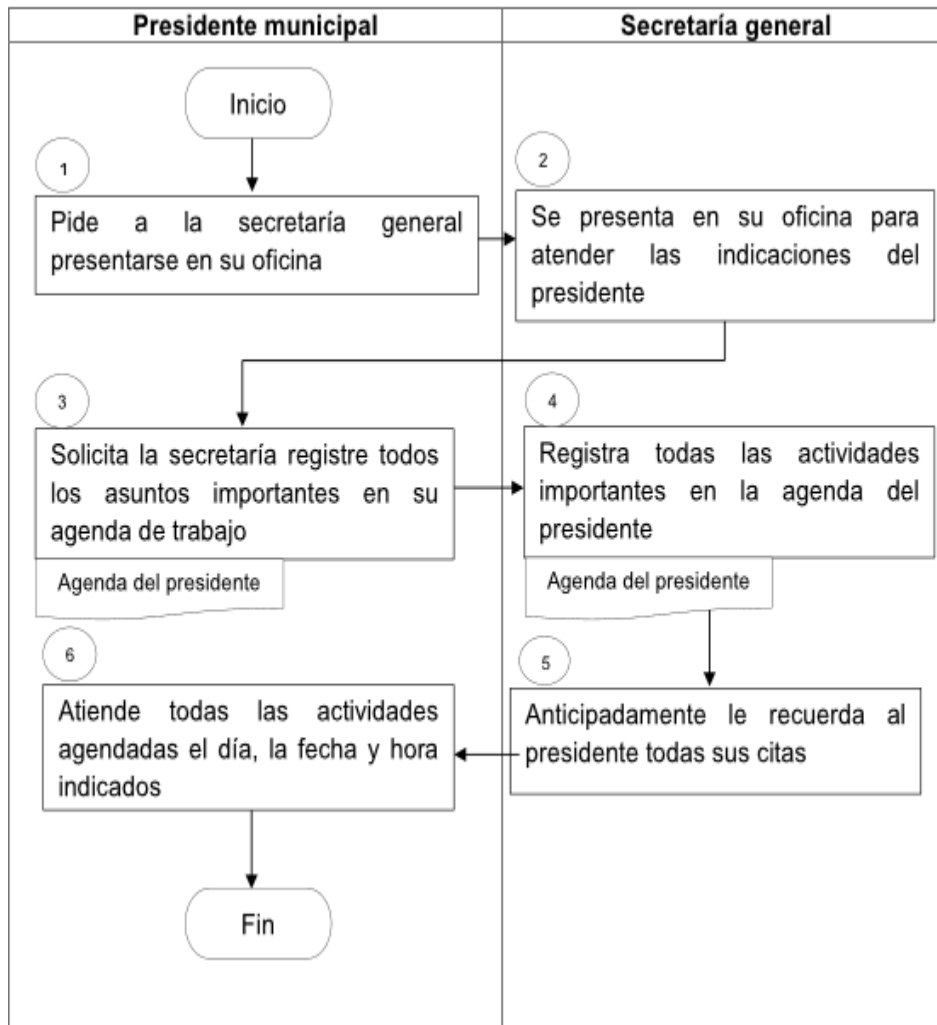 Presidente municipal
Secretaría general
Inicio
1
Pide a la secretaría general
presentarse en su oficina
2
Se presenta en su oficina para
atender las indicaciones del
presidente
3
Solicita la secretaría registre todos
los asuntos importantes en su
agenda de trabajo
Agenda del presidente
4
Registra todas las actividades
importantes en la agenda del
presidente
Agenda del presidente
5
Anticipadamente le recuerda al
presidente todas sus citas
6
Atiende todas las actividades
agendadas el día, la fecha y hora
indicados
Fin